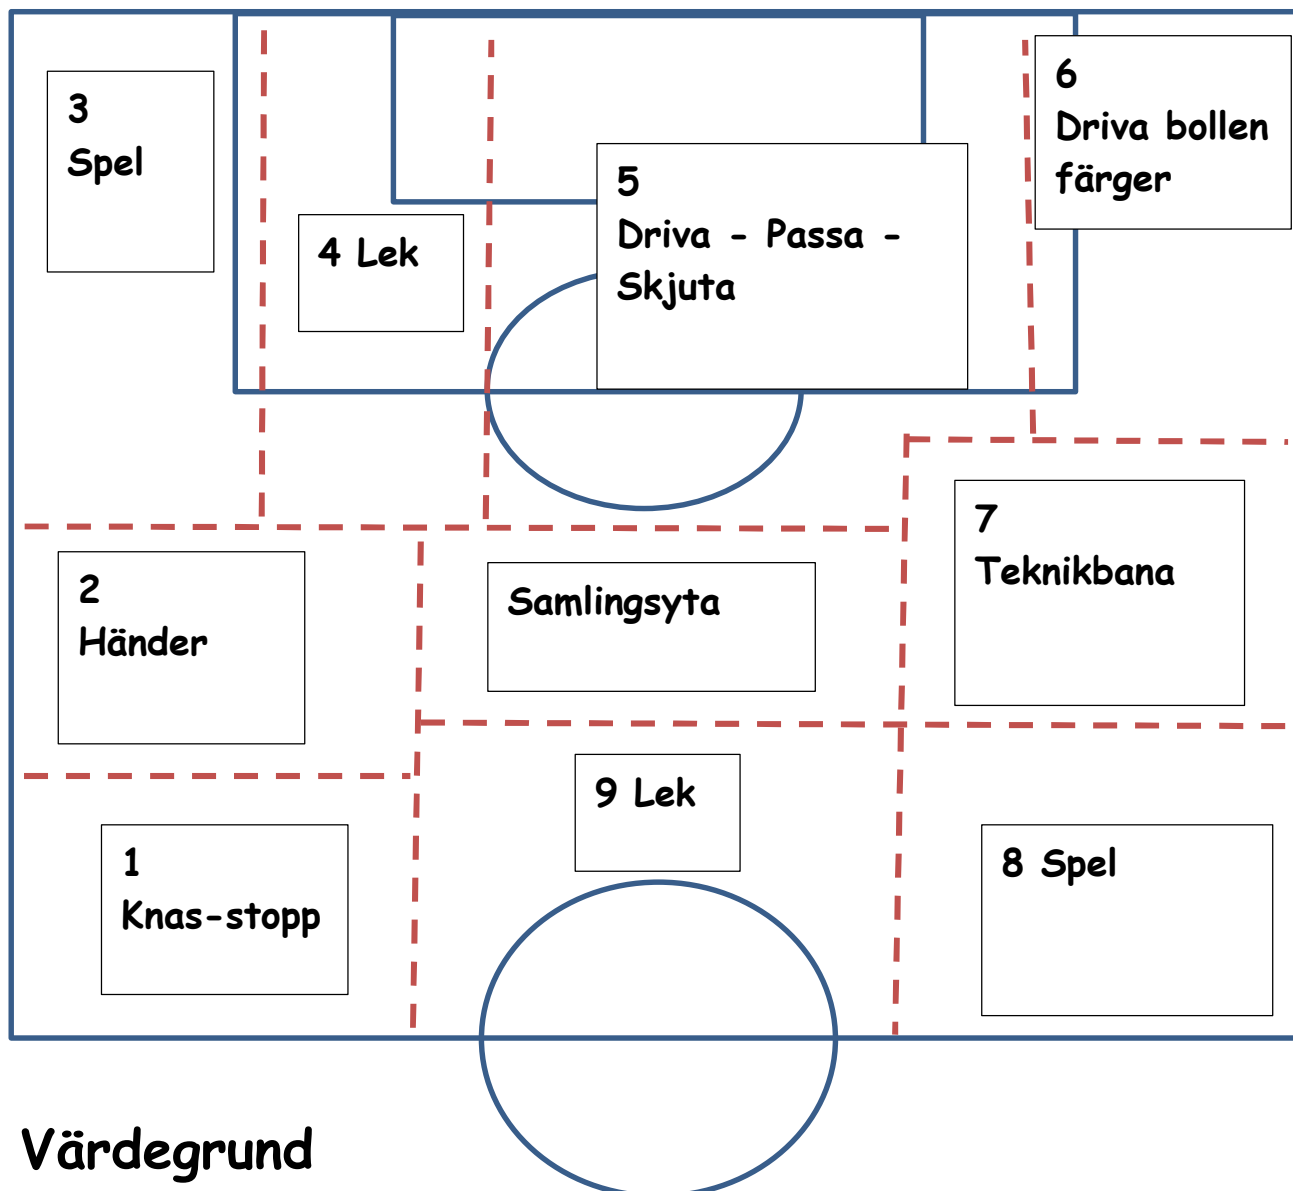 3
Spel
4 Lek
5
Driva - Passa -
Skjuta
6
Driva bollen
färger
2
Händer
Samlingsyta
7
Teknikbana
1
Knas-stopp
9 Lek
8 Spel
Värdegrund